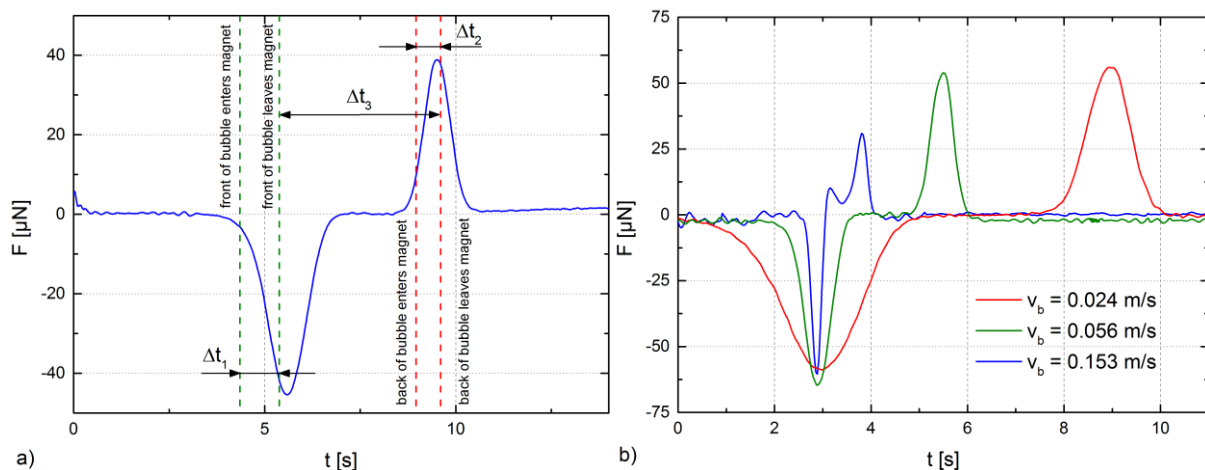 40
20
0
-20
-40
F [µN]
0
5
10
t [s]
a)
front of bubble enters magnet
front of bubble leaves magnet
back of bubble enters magnet
back of bubble leaves magnet
Δt1
Δt2
Δt3
75
50
25
0
-25
-50
-75
F [µN]
0
2
4
6
8
10
t [s]
b)
vb = 0.024 m/s
vb = 0.056 m/s
vb = 0.153 m/s